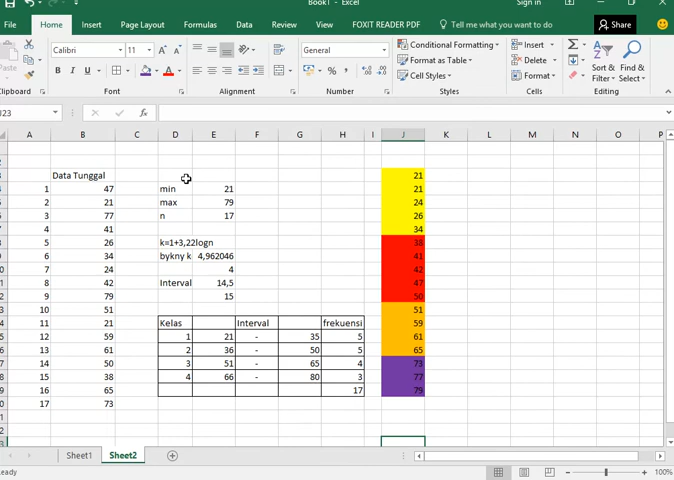 Book1 - Excel
Sign in
File Home Insert Page Layout Formulas Data Review View FOXIT READER PDF Tell me what you want to do Share
Calibri 11 General Conditional Formatting Insert
Format as Table Delete
Cell Styles Format
Sort & Filter Find & Select
Clipboard Font Alignment Number Styles Cells Editing
J23 fx
A B C D E F G H I J K L M N O P
Data Tunggal 21
1 47 min 21 21
2 21 max 79 24
3 77 n 17 26
4 41 34
5 26 k=1+3,22logn 38
6 34 bykny k 4,962046 41
7 24 4 42
8 42 Interval 14,5 47
9 79 15 50
10 51 51
11 21 Kelas Interval frekuensi 59
12 59 1 21 - 35 5 61
13 61 2 36 - 50 5 65
14 50 3 51 - 65 4 73
15 38 4 66 - 80 3 77
16 65 17 79
17 73
Sheet1 Sheet2
100%